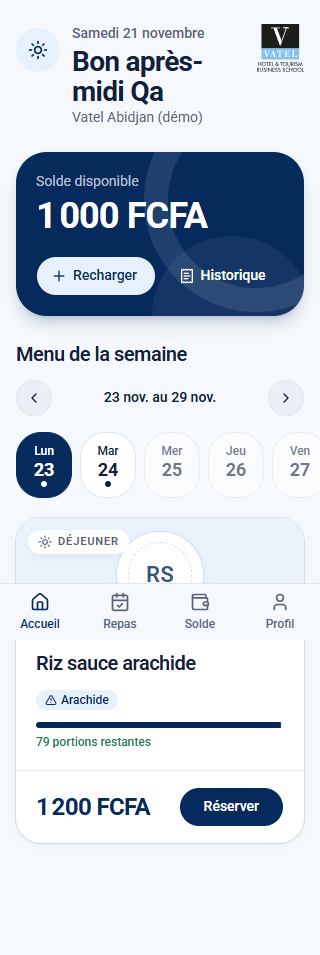 Samedi 21 novembre
Bon après-
midi Qa
Vatel Abidjan (démo)
V
VATEL
HOTEL & TOURISM
BUSINESS SCHOOL
Solde disponible
1 000 FCFA
Recharger
Historique
Menu de la semaine
23 nov. au 29 nov.
Lun Mar Mer Jeu Ven
23 24 25 26 27
DÉJEUNER
RS
Accueil Repas Solde Profil
Riz sauce arachide
Arachide
79 portions restantes
1 200 FCFA
Réserver